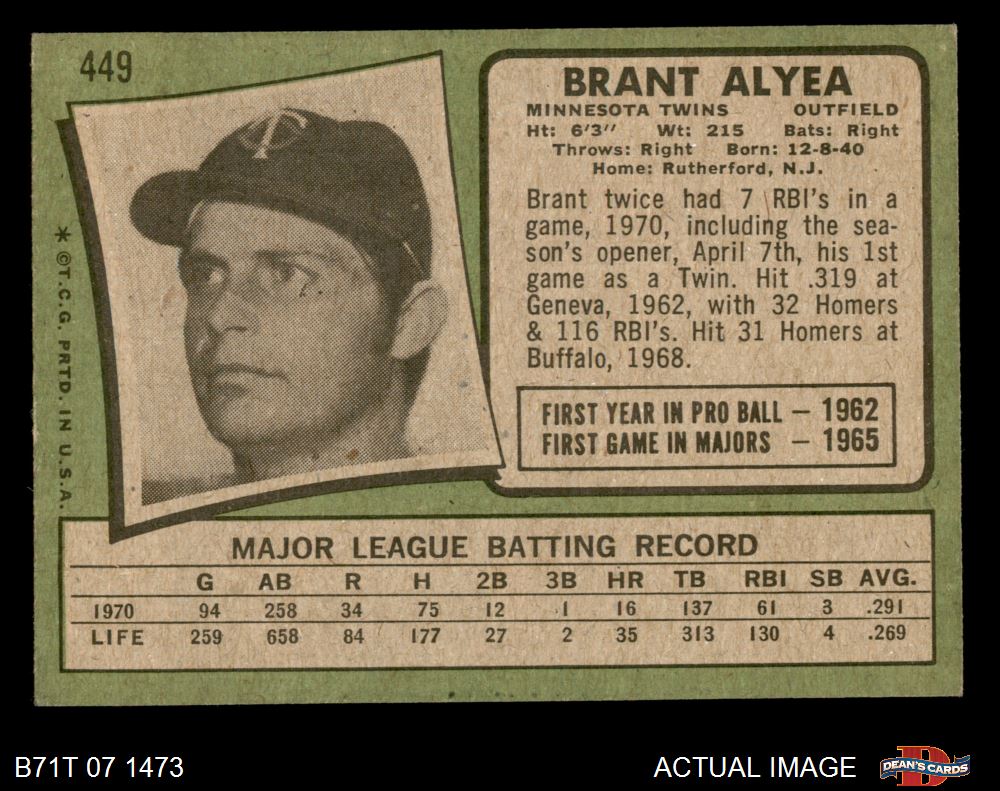 449
BRANT ALYEA
MINNESOTA TWINS OUTFIELD
Ht: 6'3" Wt: 215 Bats: Right
Throws: Right Born: 12-8-40
Home: Rutherford, N.J.
Brant twice had 7 RBI's in a
game, 1970, including the sea-
son's opener, April 7th, his 1st
game as a Twin. Hit .319 at
Geneva, 1962, with 32 Homers
& 116 RBI's. Hit 31 Homers at
Buffalo, 1968.
FIRST YEAR IN PRO BALL — 1962
FIRST GAME IN MAJORS — 1965
* ©T.C.G. PRTD. IN U.S.A.
TC
MAJOR LEAGUE BATTING RECORD
G AB R H 2B 3B HR TB RBI SB AVG.
1970 94 258 34 75 12 1 16 137 61 3 .291
LIFE 259 658 84 177 27 2 35 313 130 4 .269
B71T 07 1473
ACTUAL IMAGE
D
DEAN'S CARDS